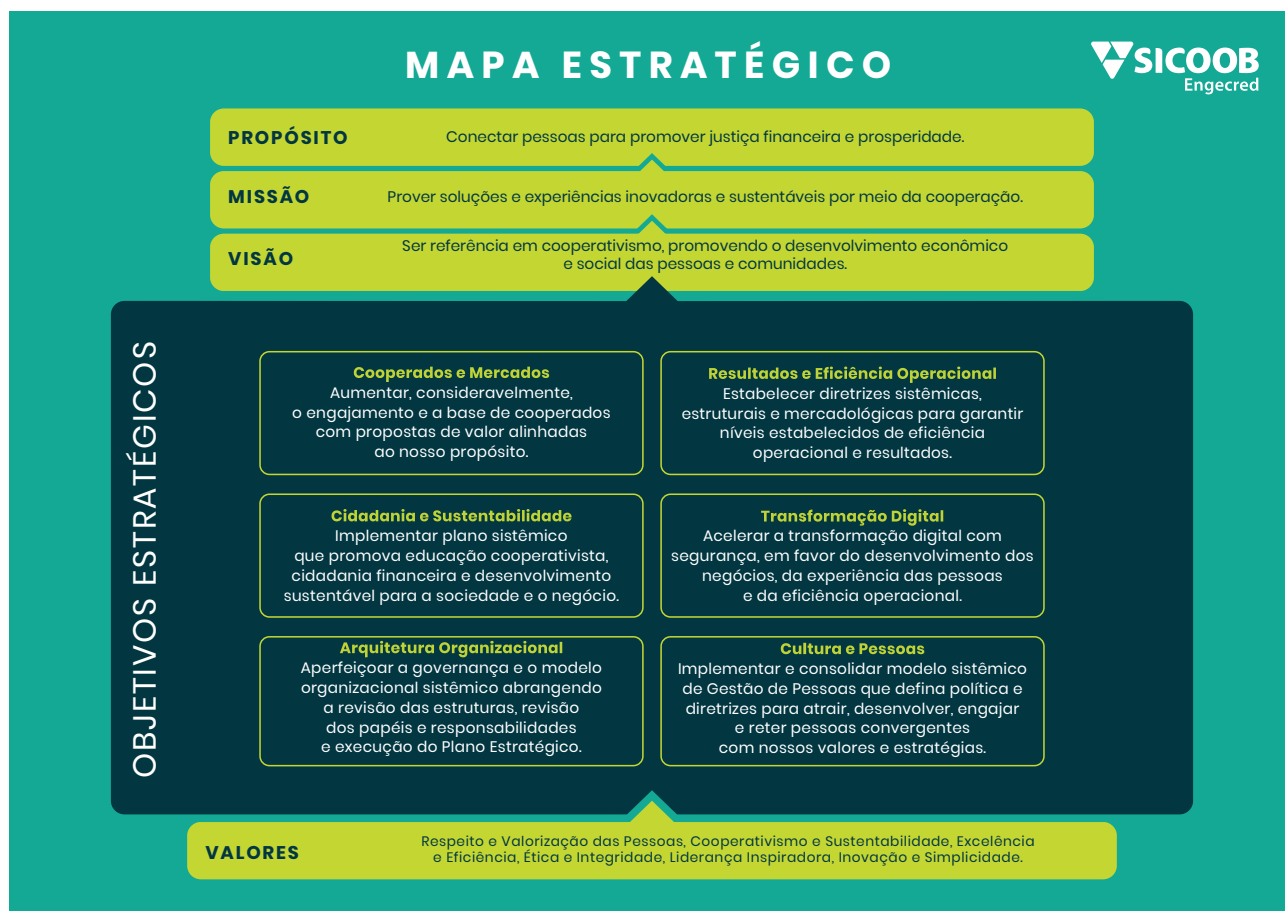 MAPA ESTRATÉGICO
SICOOB
Engecred
PROPÓSITO
Conectar pessoas para promover justiça financeira e prosperidade.
MISSÃO
Prover soluções e experiências inovadoras e sustentáveis por meio da cooperação.
VISÃO
Ser referência em cooperativismo, promovendo o desenvolvimento econômico
e social das pessoas e comunidades.
OBJETIVOS ESTRATÉGICOS
Cooperados e Mercados
Aumentar, consideravelmente,
o engajamento e a base de cooperados
com propostas de valor alinhadas
ao nosso propósito.
Resultados e Eficiência Operacional
Estabelecer diretrizes sistêmicas,
estruturais e mercadológicas para garantir
níveis estabelecidos de eficiência
operacional e resultados.
Cidadania e Sustentabilidade
Implementar plano sistêmico
que promova educação cooperativista,
cidadania financeira e desenvolvimento
sustentável para a sociedade e o negócio.
Transformação Digital
Acelerar a transformação digital com
segurança, em favor do desenvolvimento dos
negócios, da experiência das pessoas
e da eficiência operacional.
Arquitetura Organizacional
Aperfeiçoar a governança e o modelo
organizacional sistêmico abrangendo
a revisão das estruturas, revisão
dos papéis e responsabilidades
e execução do Plano Estratégico.
Cultura e Pessoas
Implementar e consolidar modelo sistêmico
de Gestão de Pessoas que defina política e
diretrizes para atrair, desenvolver, engajar
e reter pessoas convergentes
com nossos valores e estratégias.
VALORES
Respeito e Valorização das Pessoas, Cooperativismo e Sustentabilidade, Excelência
e Eficiência, Ética e Integridade, Liderança Inspiradora, Inovação e Simplicidade.